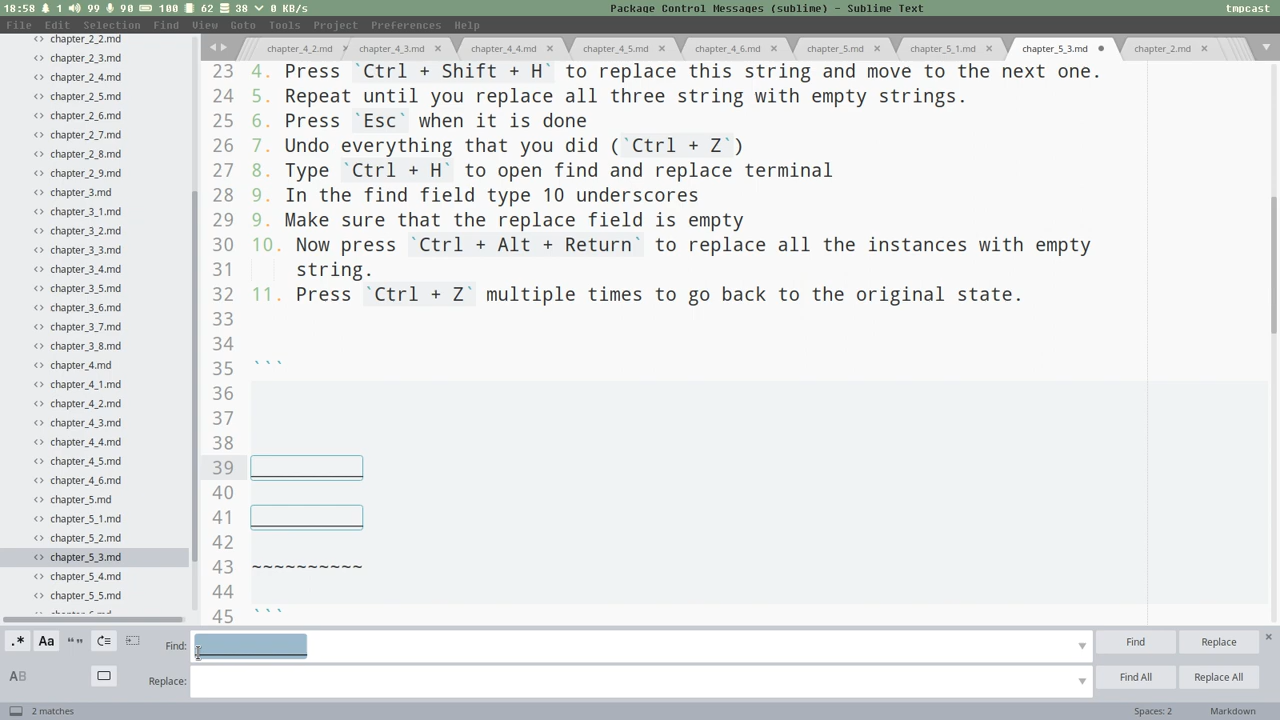 18:58 1 99 90 100 62 38 0 KB/s
Package Control Messages (sublime) - Sublime Text
tmpcast
File Edit Selection Find View Goto Tools Project Preferences Help
chapter_4_2.md chapter_4_3.md chapter_4_4.md chapter_4_5.md chapter_4_6.md chapter_5.md chapter_5_1.md chapter_5_3.md chapter_2.md
chapter_2_2.md
chapter_2_3.md
chapter_2_4.md
chapter_2_5.md
chapter_2_6.md
chapter_2_7.md
chapter_2_8.md
chapter_2_9.md
chapter_3.md
chapter_3_1.md
chapter_3_2.md
chapter_3_3.md
chapter_3_4.md
chapter_3_5.md
chapter_3_6.md
chapter_3_7.md
chapter_3_8.md
chapter_4.md
chapter_4_1.md
chapter_4_2.md
chapter_4_3.md
chapter_4_4.md
chapter_4_5.md
chapter_4_6.md
chapter_5.md
chapter_5_1.md
chapter_5_2.md
chapter_5_3.md
chapter_5_4.md
chapter_5_5.md
23 4. Press `Ctrl + Shift + H` to replace this string and move to the next one.
24 5. Repeat until you replace all three string with empty strings.
25 6. Press `Esc` when it is done
26 7. Undo everything that you did (`Ctrl + Z`)
27 8. Type `Ctrl + H` to open find and replace terminal
28 9. In the find field type 10 underscores
29 9. Make sure that the replace field is empty
30 10. Now press `Ctrl + Alt + Return` to replace all the instances with empty
31 string.
32 11. Press `Ctrl + Z` multiple times to go back to the original state.
33
34
35 ```
36
37
38
39 __________
40
41 __________
42
43 ~~~~~~~~~~
44
45 ```
.* Aa “” Find: __________ Find Replace
AB Replace: Find All Replace All
2 matches Spaces: 2 Markdown